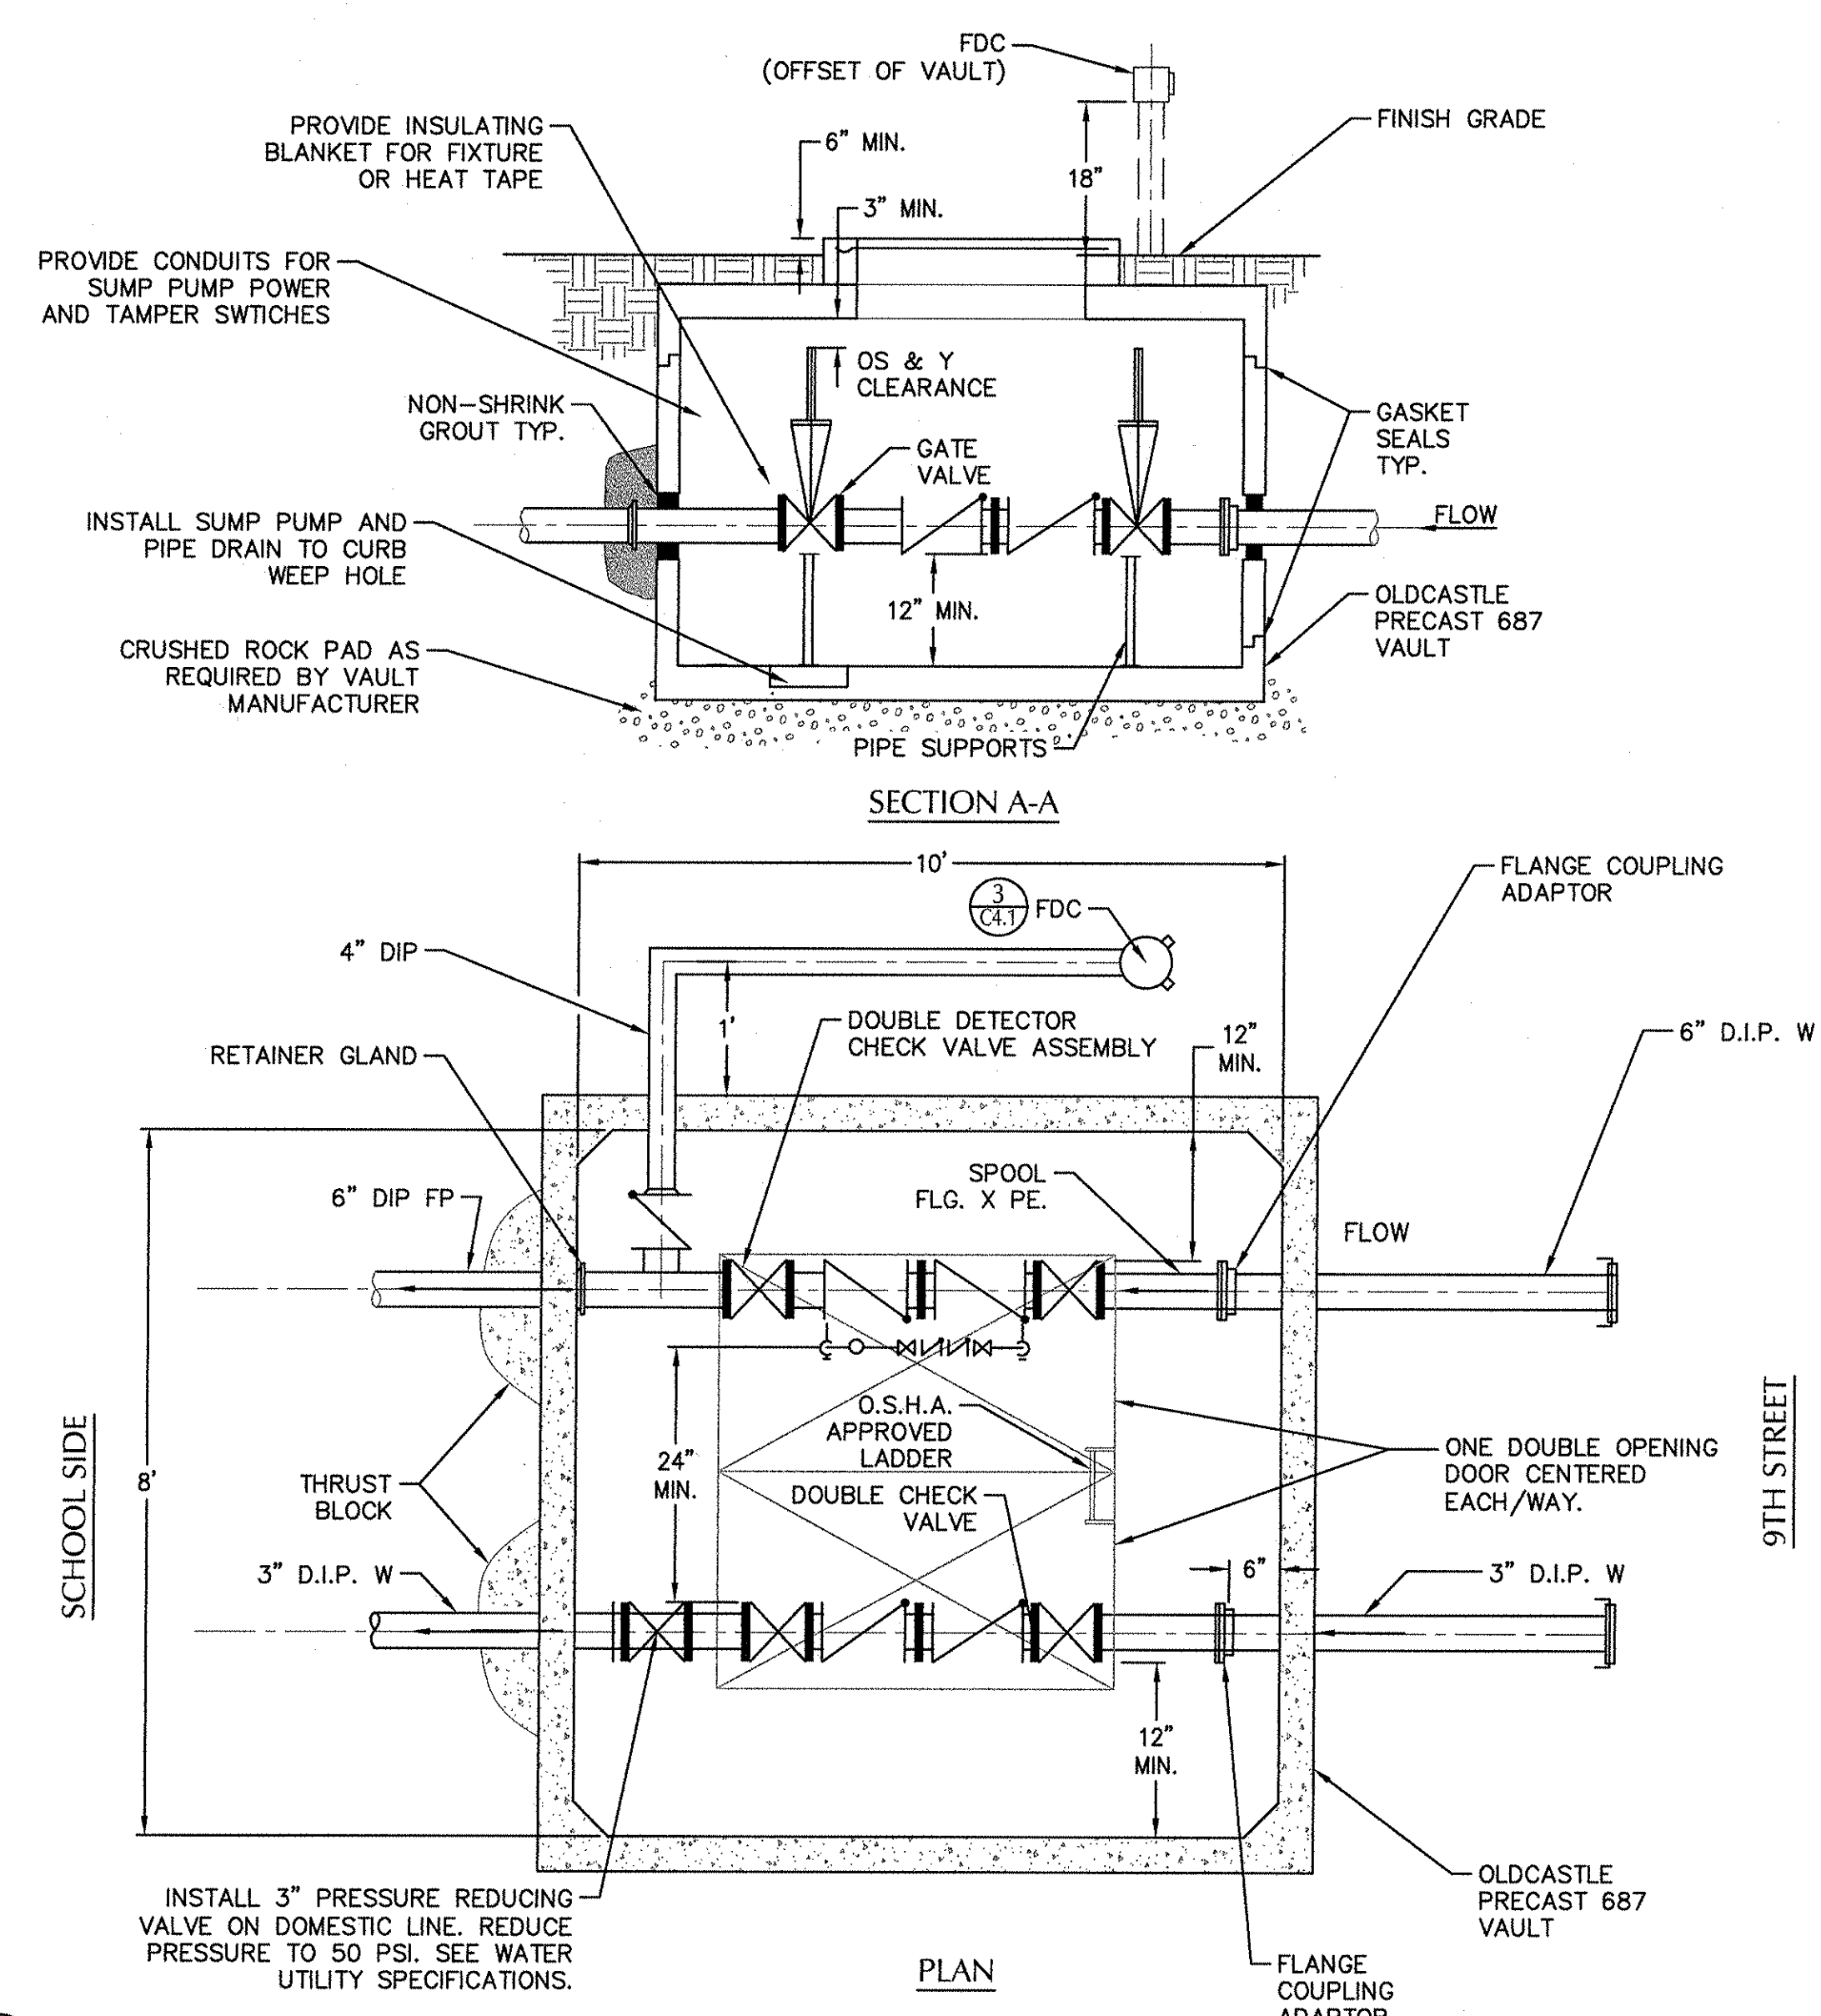 FDC
(OFFSET OF VAULT)
PROVIDE INSULATING
BLANKET FOR FIXTURE
OR HEAT TAPE
6" MIN.
FINISH GRADE
18"
3" MIN.
PROVIDE CONDUITS FOR
SUMP PUMP POWER
AND TAMPER SWTICHES
OS & Y
CLEARANCE
NON-SHRINK
GROUT TYP.
GATE
VALVE
GASKET
SEALS
TYP.
INSTALL SUMP PUMP AND
PIPE DRAIN TO CURB
WEEP HOLE
FLOW
12" MIN.
OLDCASTLE
PRECAST 687
VAULT
CRUSHED ROCK PAD AS
REQUIRED BY VAULT
MANUFACTURER
PIPE SUPPORTS
SECTION A-A
10'
FLANGE COUPLING
ADAPTOR
3
C4.1
FDC
4" DIP
1'
DOUBLE DETECTOR
CHECK VALVE ASSEMBLY
12"
MIN.
6" D.I.P. W
RETAINER GLAND
SPOOL
FLG. X PE.
6" DIP FP
FLOW
SCHOOL SIDE
8'
24"
MIN.
O.S.H.A.
APPROVED
LADDER
THRUST
BLOCK
DOUBLE CHECK
VALVE
ONE DOUBLE OPENING
DOOR CENTERED
EACH/WAY.
9TH STREET
3" D.I.P. W
6"
3" D.I.P. W
12"
MIN.
INSTALL 3" PRESSURE REDUCING
VALVE ON DOMESTIC LINE. REDUCE
PRESSURE TO 50 PSI. SEE WATER
UTILITY SPECIFICATIONS.
OLDCASTLE
PRECAST 687
VAULT
PLAN
FLANGE
COUPLING
ADAPTOR